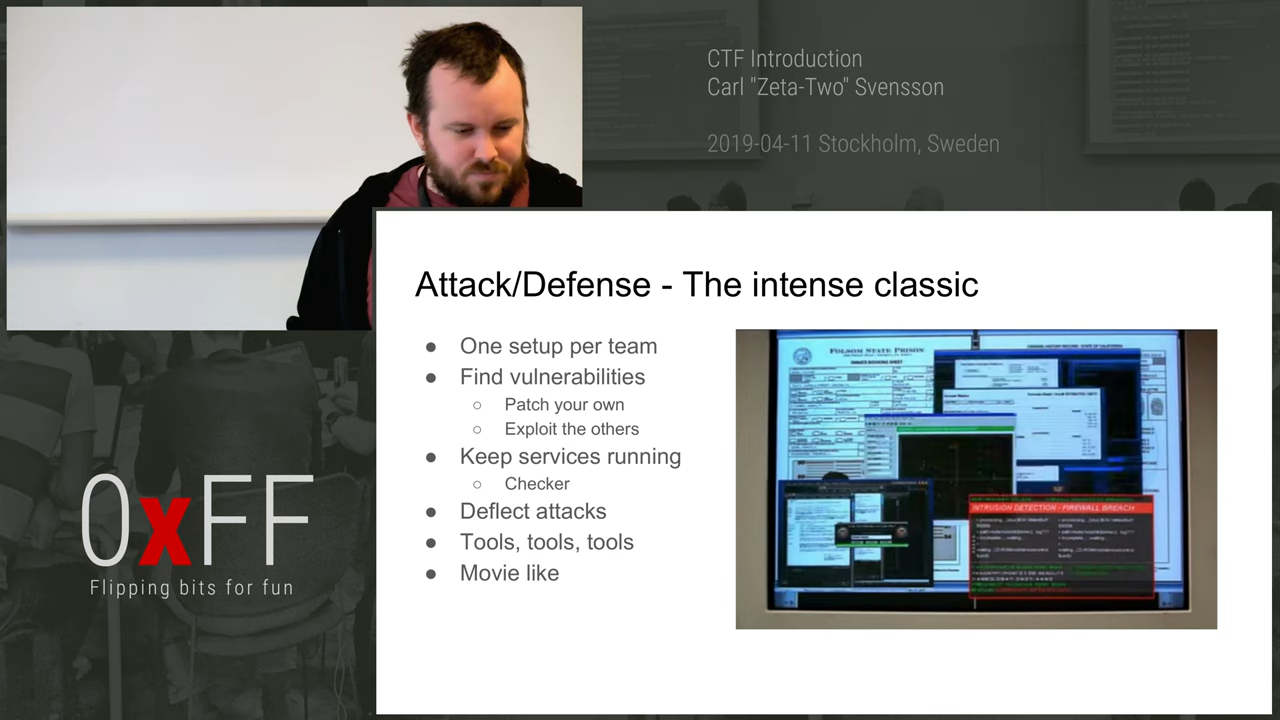 CTF Introduction
Carl "Zeta-Two" Svensson
2019-04-11 Stockholm, Sweden
Attack/Defense - The intense classic
● One setup per team
● Find vulnerabilities
○ Patch your own
○ Exploit the others
● Keep services running
○ Checker
● Deflect attacks
● Tools, tools, tools
● Movie like
FOLSOM STATE PRISON
INTRUSION DETECTION - FIREWALL BREACH
0xFF
Flipping bits for fun